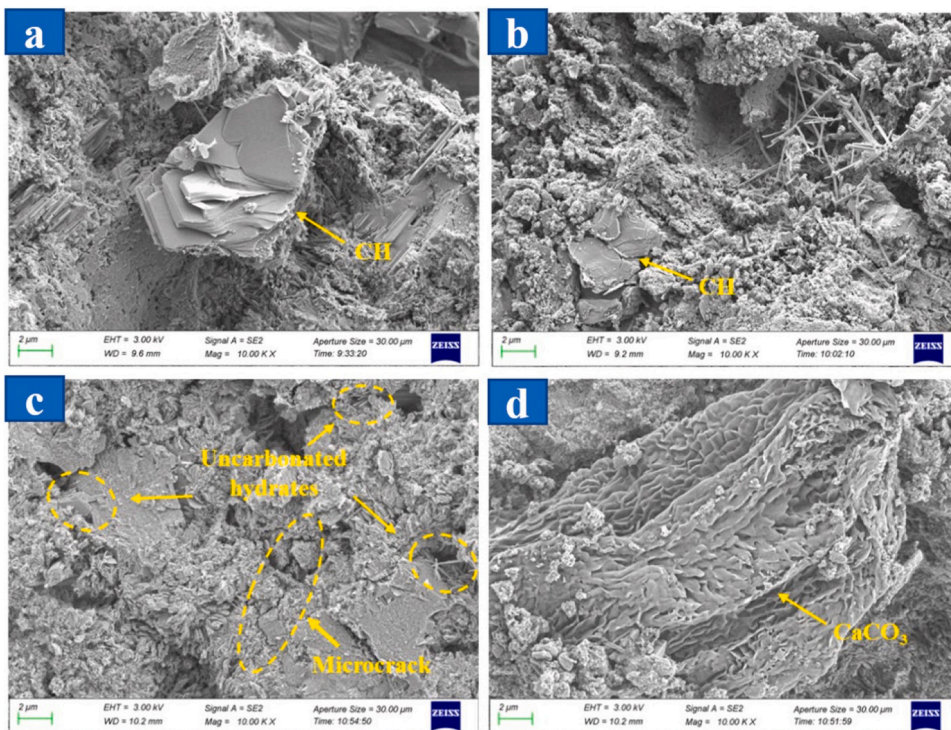 a
CH
2 µm
EHT = 3.00 kV
Signal A = SE2
Aperture Size = 30.00 µm
WD = 9.6 mm
Mag = 10.00 K X
Time: 9:33:20
ZEISS
b
CH
2 µm
EHT = 3.00 kV
Signal A = SE2
Aperture Size = 30.00 µm
WD = 9.2 mm
Mag = 10.00 K X
Time: 10:02:10
ZEISS
c
Uncarbonated
hydrates
Microcrack
2 µm
EHT = 3.00 kV
Signal A = SE2
Aperture Size = 30.00 µm
WD = 10.2 mm
Mag = 10.00 K X
Time: 10:54:50
ZEISS
d
CaCO₃
2 µm
EHT = 3.00 kV
Signal A = SE2
Aperture Size = 30.00 µm
WD = 10.2 mm
Mag = 10.00 K X
Time: 10:51:59
ZEISS